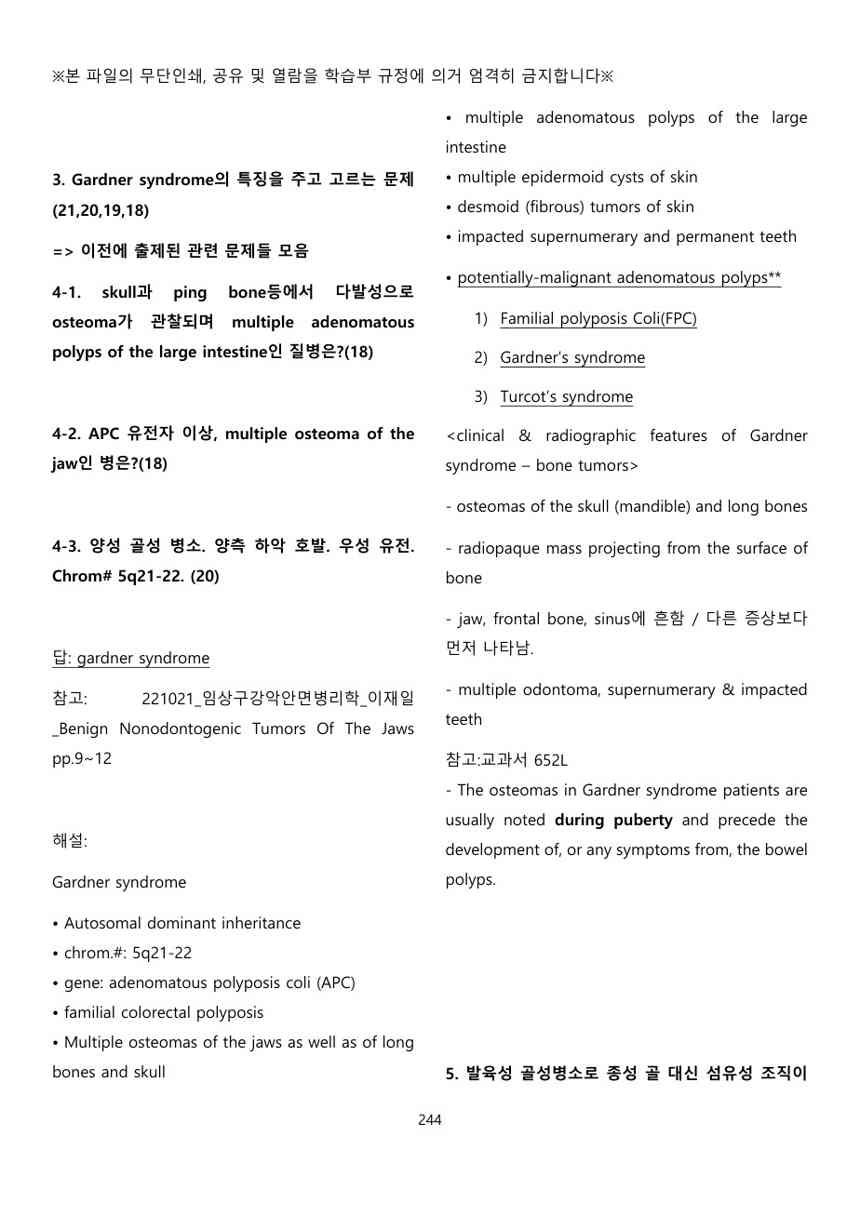 ※본 파일의 무단인쇄, 공유 및 열람을 학습부 규정에 의거 엄격히 금지합니다※
3. Gardner syndrome의 특징을 주고 고르는 문제
(21,20,19,18)
=> 이전에 출제된 관련 문제들 모음
4-1. skull과 ping bone등에서 다발성으로
osteoma가 관찰되며 multiple adenomatous
polyps of the large intestine인 질병은?(18)
4-2. APC 유전자 이상, multiple osteoma of the
jaw인 병은?(18)
4-3. 양성 골성 병소. 양측 하악 호발. 우성 유전.
Chrom# 5q21-22. (20)
답: gardner syndrome
참고: 221021_임상구강악안면병리학_이재일
_Benign Nonodontogenic Tumors Of The Jaws
pp.9~12
해설:
Gardner syndrome
• Autosomal dominant inheritance
• chrom.#: 5q21-22
• gene: adenomatous polyposis coli (APC)
• familial colorectal polyposis
• Multiple osteomas of the jaws as well as of long
bones and skull
• multiple adenomatous polyps of the large
intestine
• multiple epidermoid cysts of skin
• desmoid (fibrous) tumors of skin
• impacted supernumerary and permanent teeth
• potentially-malignant adenomatous polyps**
1) Familial polyposis Coli(FPC)
2) Gardner's syndrome
3) Turcot's syndrome
<clinical & radiographic features of Gardner
syndrome – bone tumors>
- osteomas of the skull (mandible) and long bones
- radiopaque mass projecting from the surface of
bone
- jaw, frontal bone, sinus에 흔함 / 다른 증상보다
먼저 나타남.
- multiple odontoma, supernumerary & impacted
teeth
참고:교과서 652L
- The osteomas in Gardner syndrome patients are
usually noted during puberty and precede the
development of, or any symptoms from, the bowel
polyps.
5. 발육성 골성병소로 종성 골 대신 섬유성 조직이
244